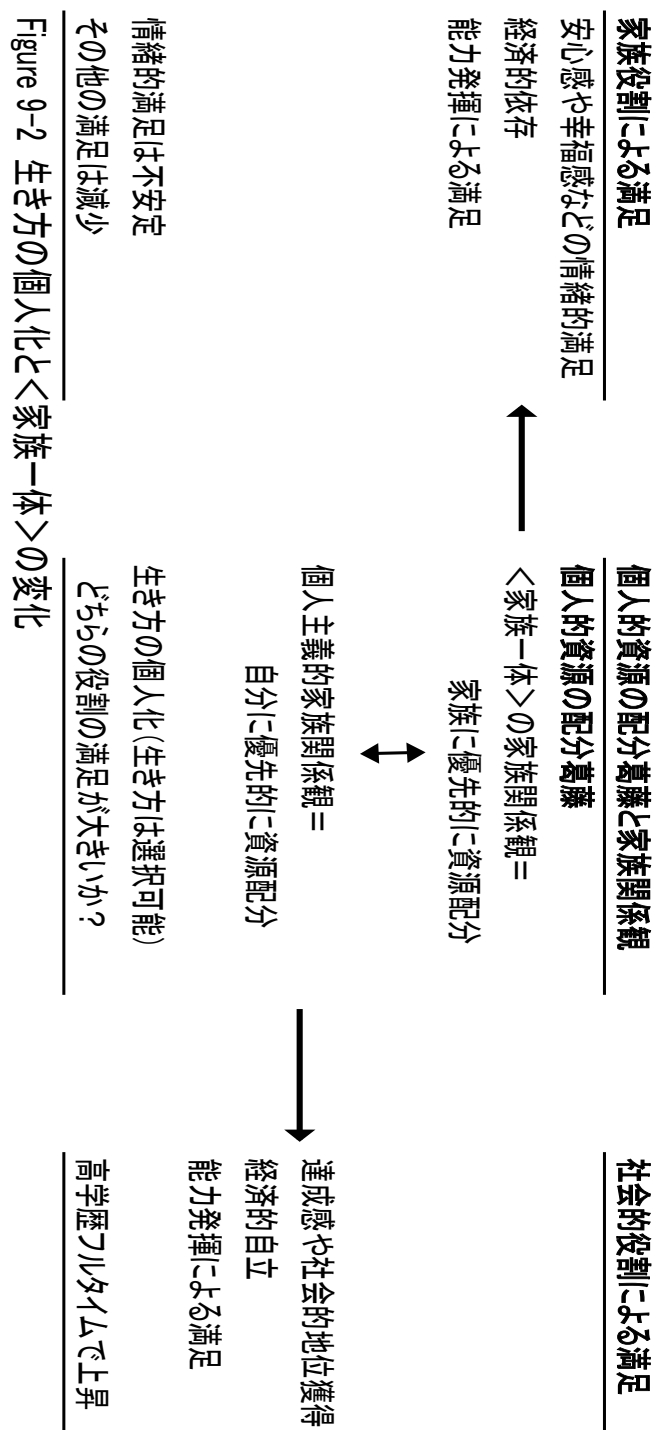 家族役割による満足
安心感や幸福感などの情緒的満足
経済的依存
能力発揮による満足
情緒的満足は不安定
その他の満足は減少
個人的資源の配分葛藤と家族関係観
個人的資源の配分葛藤
＜家族一体＞の家族関係観＝
家族に優先的に資源配分
個人主義的家族関係観＝
自分に優先的に資源配分
生き方の個人化（生き方は選択可能）
どちらの役割の満足が大きいか？
社会的役割による満足
達成感や社会的地位獲得
経済的自立
能力発揮による満足
高学歴フルタイムで上昇
Figure 9-2 生き方の個人化と＜家族一体＞の変化